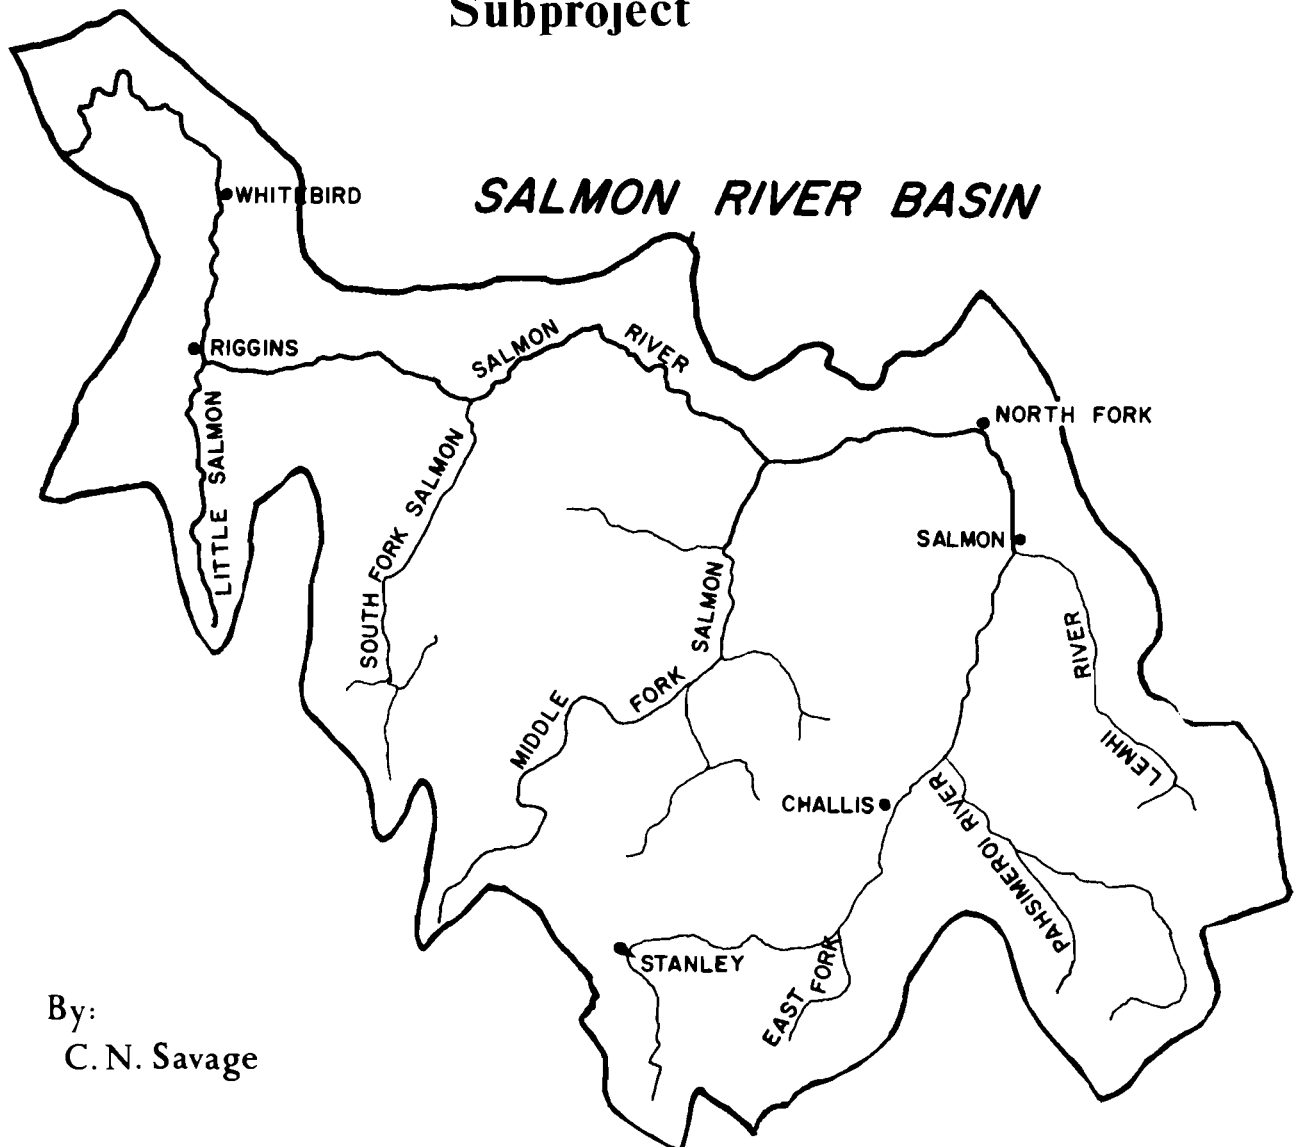 Subproject
SALMON RIVER BASIN
WHITEBIRD
RIGGINS
SALMON RIVER
NORTH FORK
LITTLE SALMON
SOUTH FORK SALMON
SALMON
MIDDLE FORK SALMON
LEMHI RIVER
CHALLIS
PAHSIMEROI RIVER
STANLEY
EAST FORK
By:
C. N. Savage